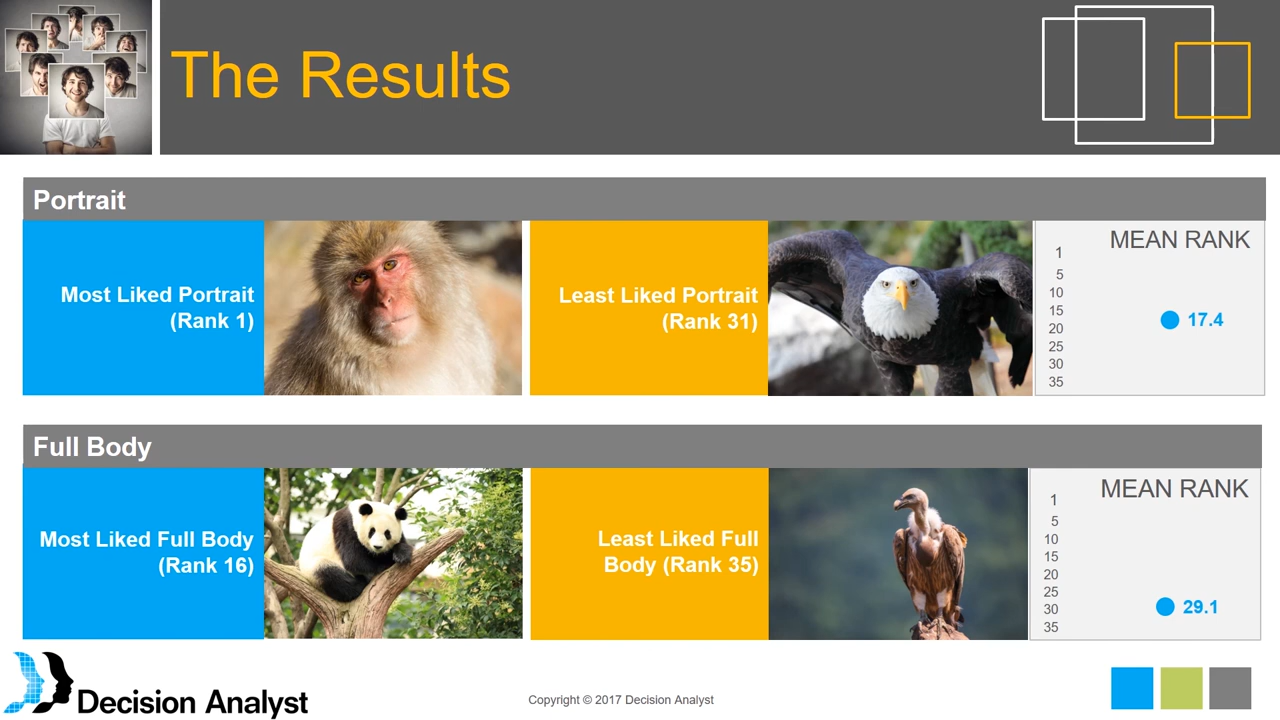 The Results
Portrait
Most Liked Portrait
(Rank 1)
Least Liked Portrait
(Rank 31)
MEAN RANK
1
5
10
15
20
25
30
35
17.4
Full Body
Most Liked Full Body
(Rank 16)
Least Liked Full
Body (Rank 35)
MEAN RANK
1
5
10
15
20
25
30
35
29.1
Decision Analyst
Copyright © 2017 Decision Analyst